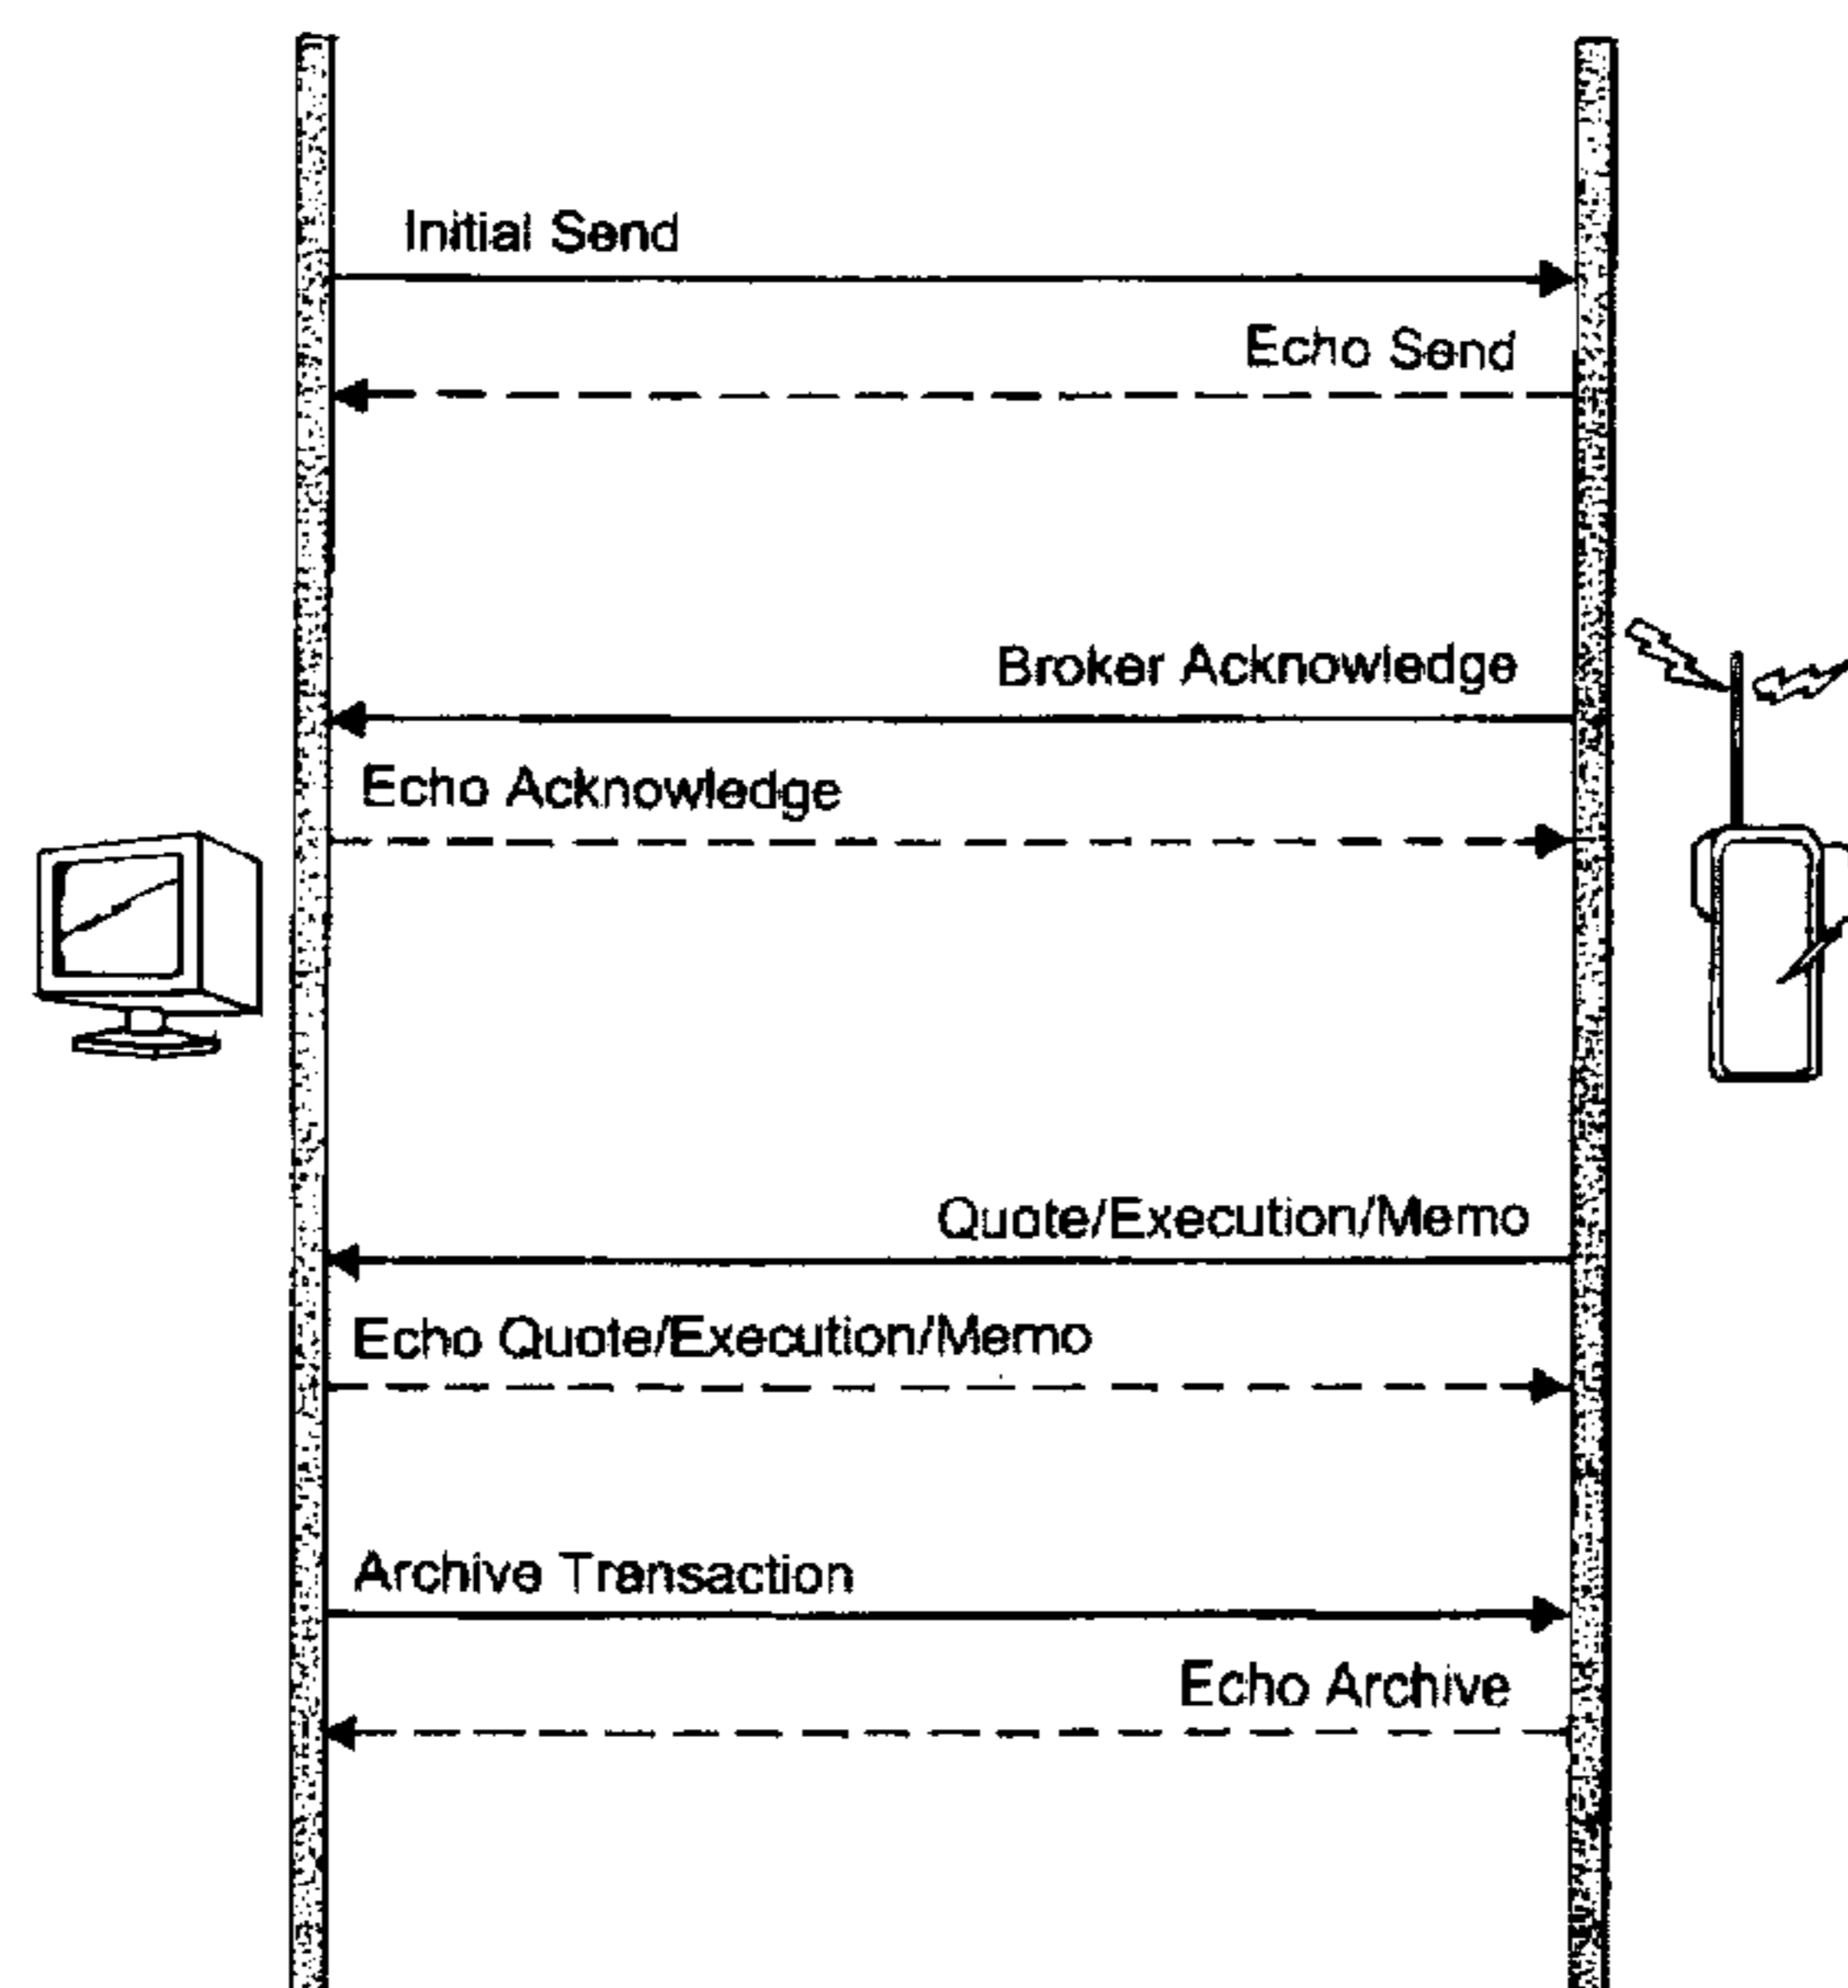 Initial Send
Echo Send
Broker Acknowledge
Echo Acknowledge
Quote/Execution/Memo
Echo Quote/Execution/Memo
Archive Transaction
Echo Archive